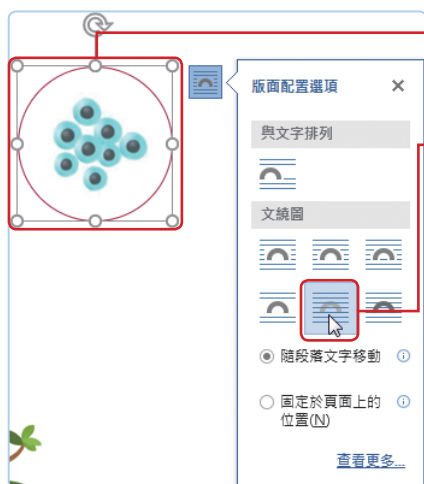 版面配置選項
與文字排列
文繞圖
隨段落文字移動
固定於頁面上的
位置(N)
查看更多...